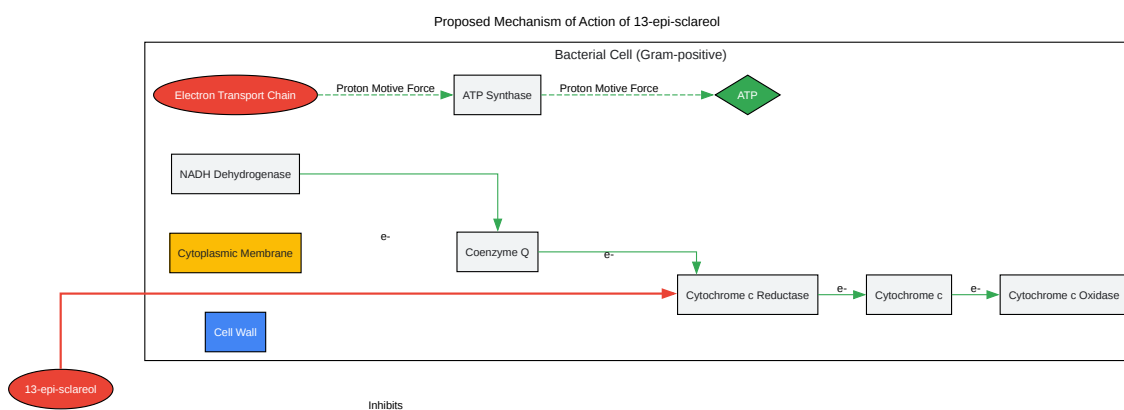 Proposed Mechanism of Action of 13-epi-sclareol
Bacterial Cell (Gram-positive)
Electron Transport Chain
Proton Motive Force
ATP Synthase
Proton Motive Force
ATP
NADH Dehydrogenase
e-
Cytoplasmic Membrane
Coenzyme Q
e-
Cytochrome c Reductase
e-
Cytochrome c
e-
Cytochrome c Oxidase
Cell Wall
13-epi-sclareol
Inhibits